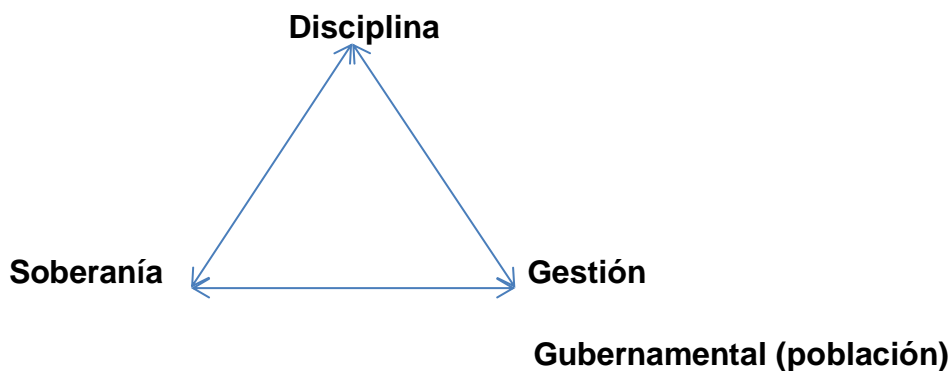 Disciplina
Soberanía
Gestión
Gubernamental (población)